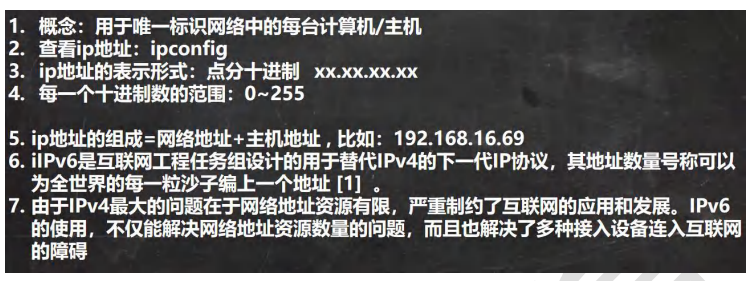 1. 概念：用于唯一标识网络中的每台计算机/主机
2. 查看ip地址：ipconfig
3. ip地址的表示形式：点分十进制 xx.xx.xx.xx
4. 每一个十进制数的范围：0~255
5. ip地址的组成=网络地址+主机地址，比如：192.168.16.69
6. iIPv6是互联网工程任务组设计的用于替代IPv4的下一代IP协议，其地址数量号称可以
为全世界的每一粒沙子编上一个地址 [1] 。
7. 由于IPv4最大的问题在于网络地址资源有限，严重制约了互联网的应用和发展。IPv6
的使用，不仅能解决网络地址资源数量的问题，而且也解决了多种接入设备连入互联网
的障碍